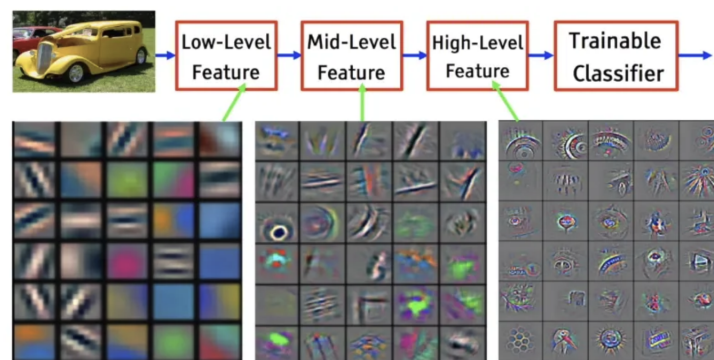 Low-Level
Feature
Mid-Level
Feature
High-Level
Feature
Trainable
Classifier